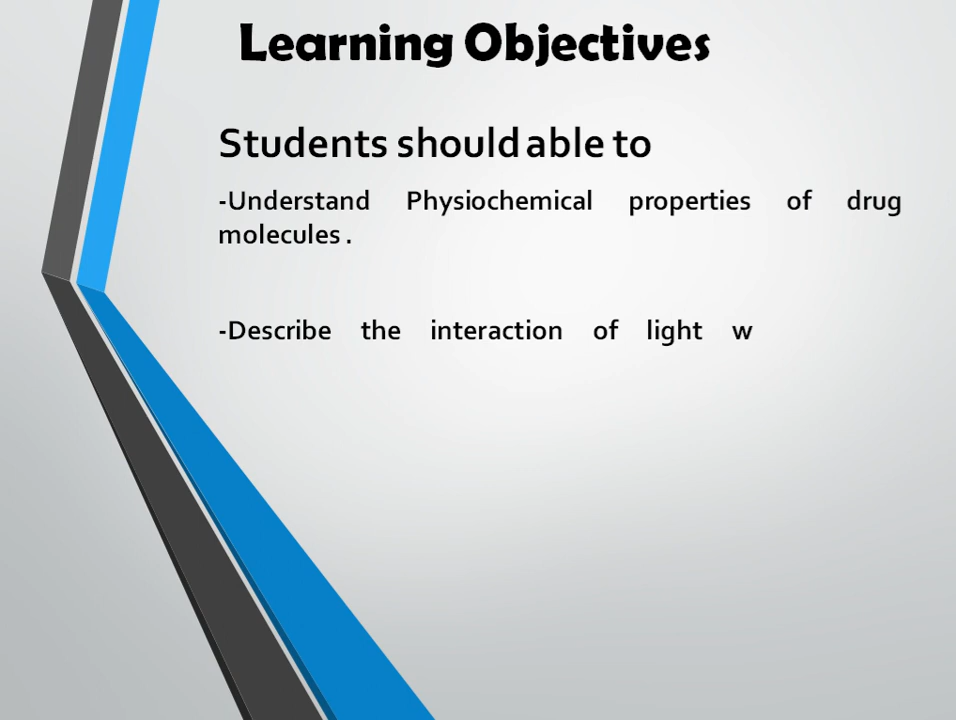 Learning Objectives
Students should able to
-Understand Physiochemical properties of drug
molecules .
-Describe the interaction of light w